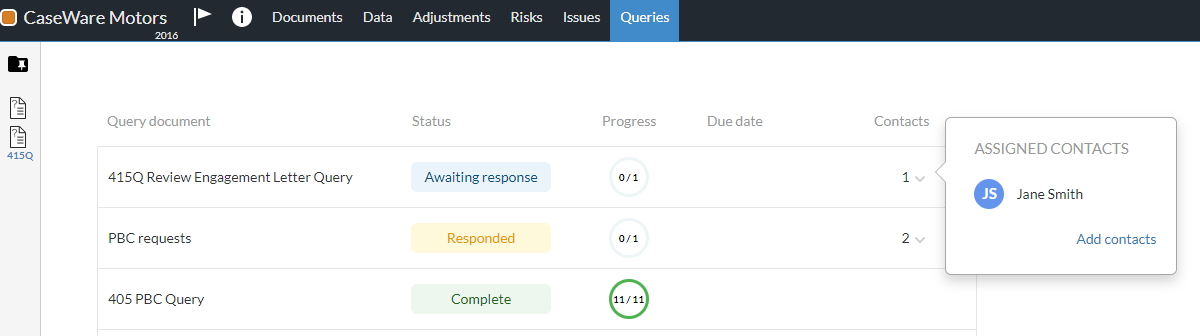 CaseWare Motors
2016
Documents Data Adjustments Risks Issues Queries
415Q
Query document Status Progress Due date Contacts
415Q Review Engagement Letter Query Awaiting response 0 / 1 1
PBC requests Responded 0 / 1 2
405 PBC Query Complete 11 / 11
ASSIGNED CONTACTS
JS Jane Smith
Add contacts